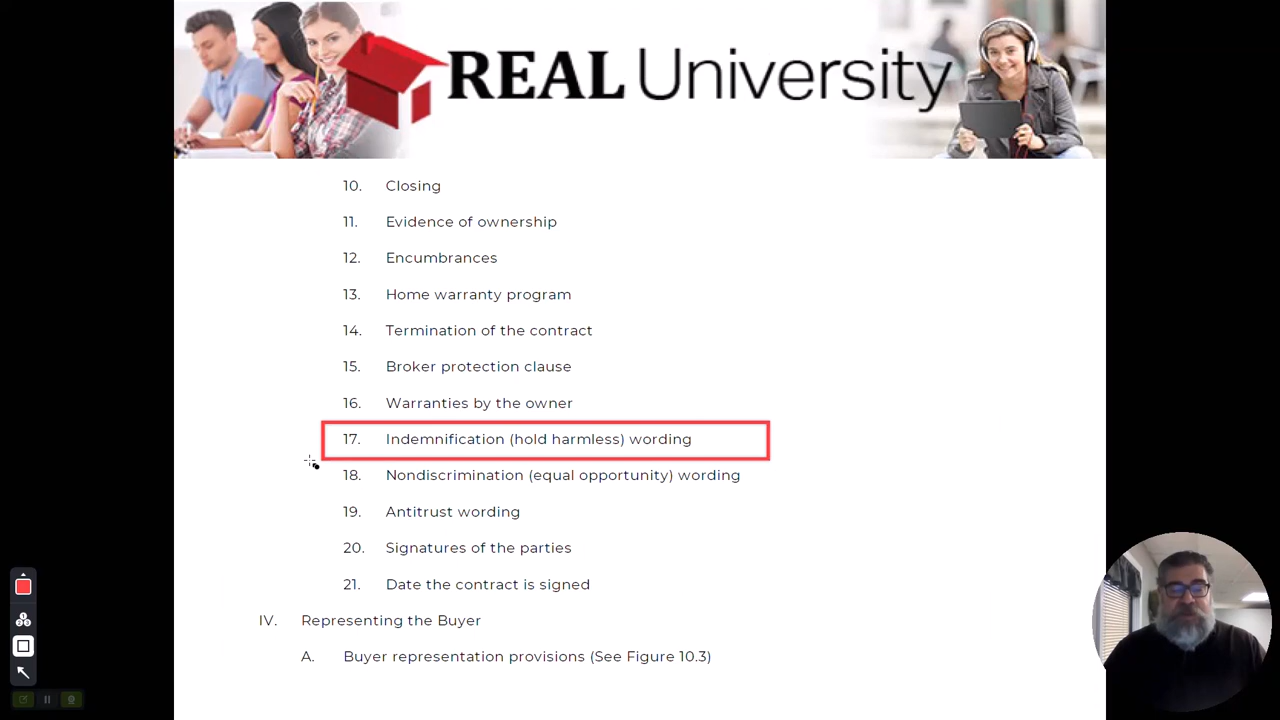 REAL University
10. Closing
11. Evidence of ownership
12. Encumbrances
13. Home warranty program
14. Termination of the contract
15. Broker protection clause
16. Warranties by the owner
17. Indemnification (hold harmless) wording
18. Nondiscrimination (equal opportunity) wording
19. Antitrust wording
20. Signatures of the parties
21. Date the contract is signed
IV. Representing the Buyer
A. Buyer representation provisions (See Figure 10.3)